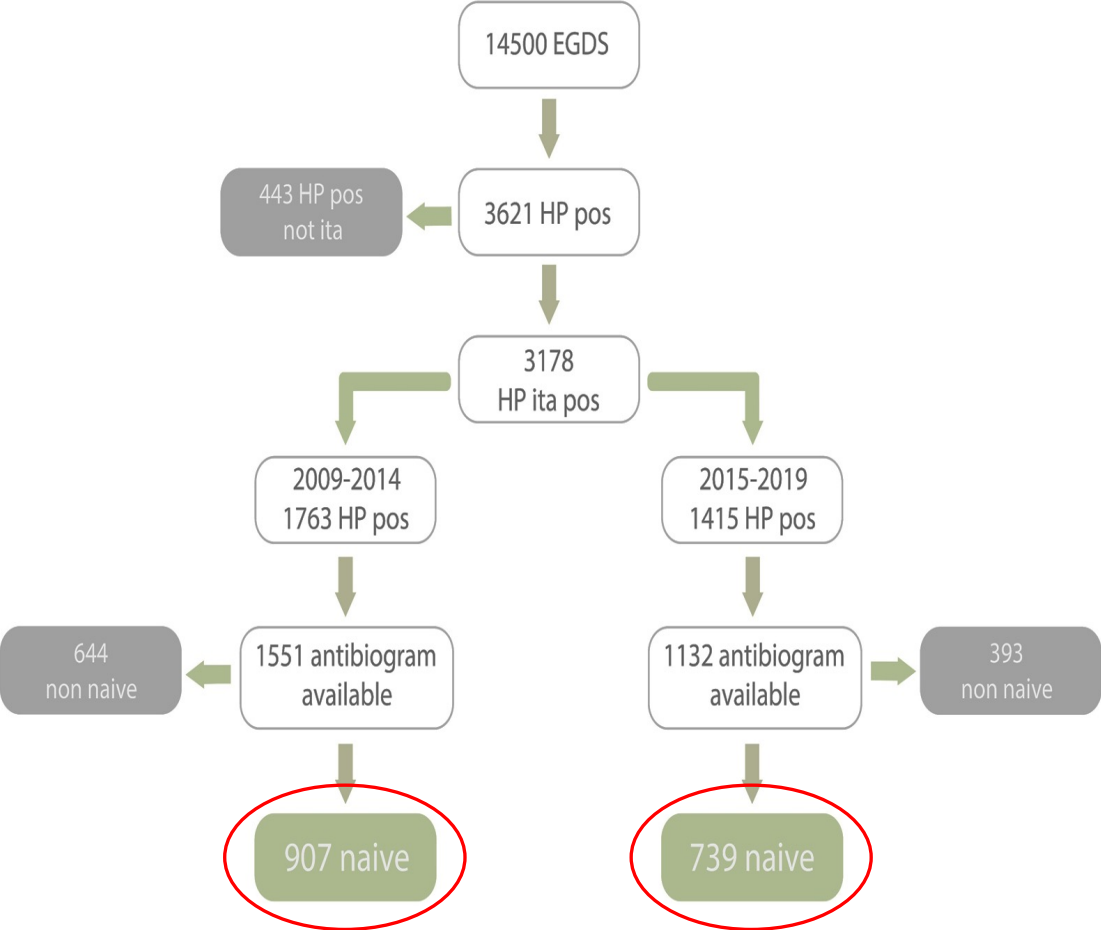 14500 EGDS
443 HP pos
not ita
3621 HP pos
3178
HP ita pos
2009-2014
1763 HP pos
2015-2019
1415 HP pos
644
non naive
1551 antibiogram
available
1132 antibiogram
available
393
non naive
907 naive
739 naive